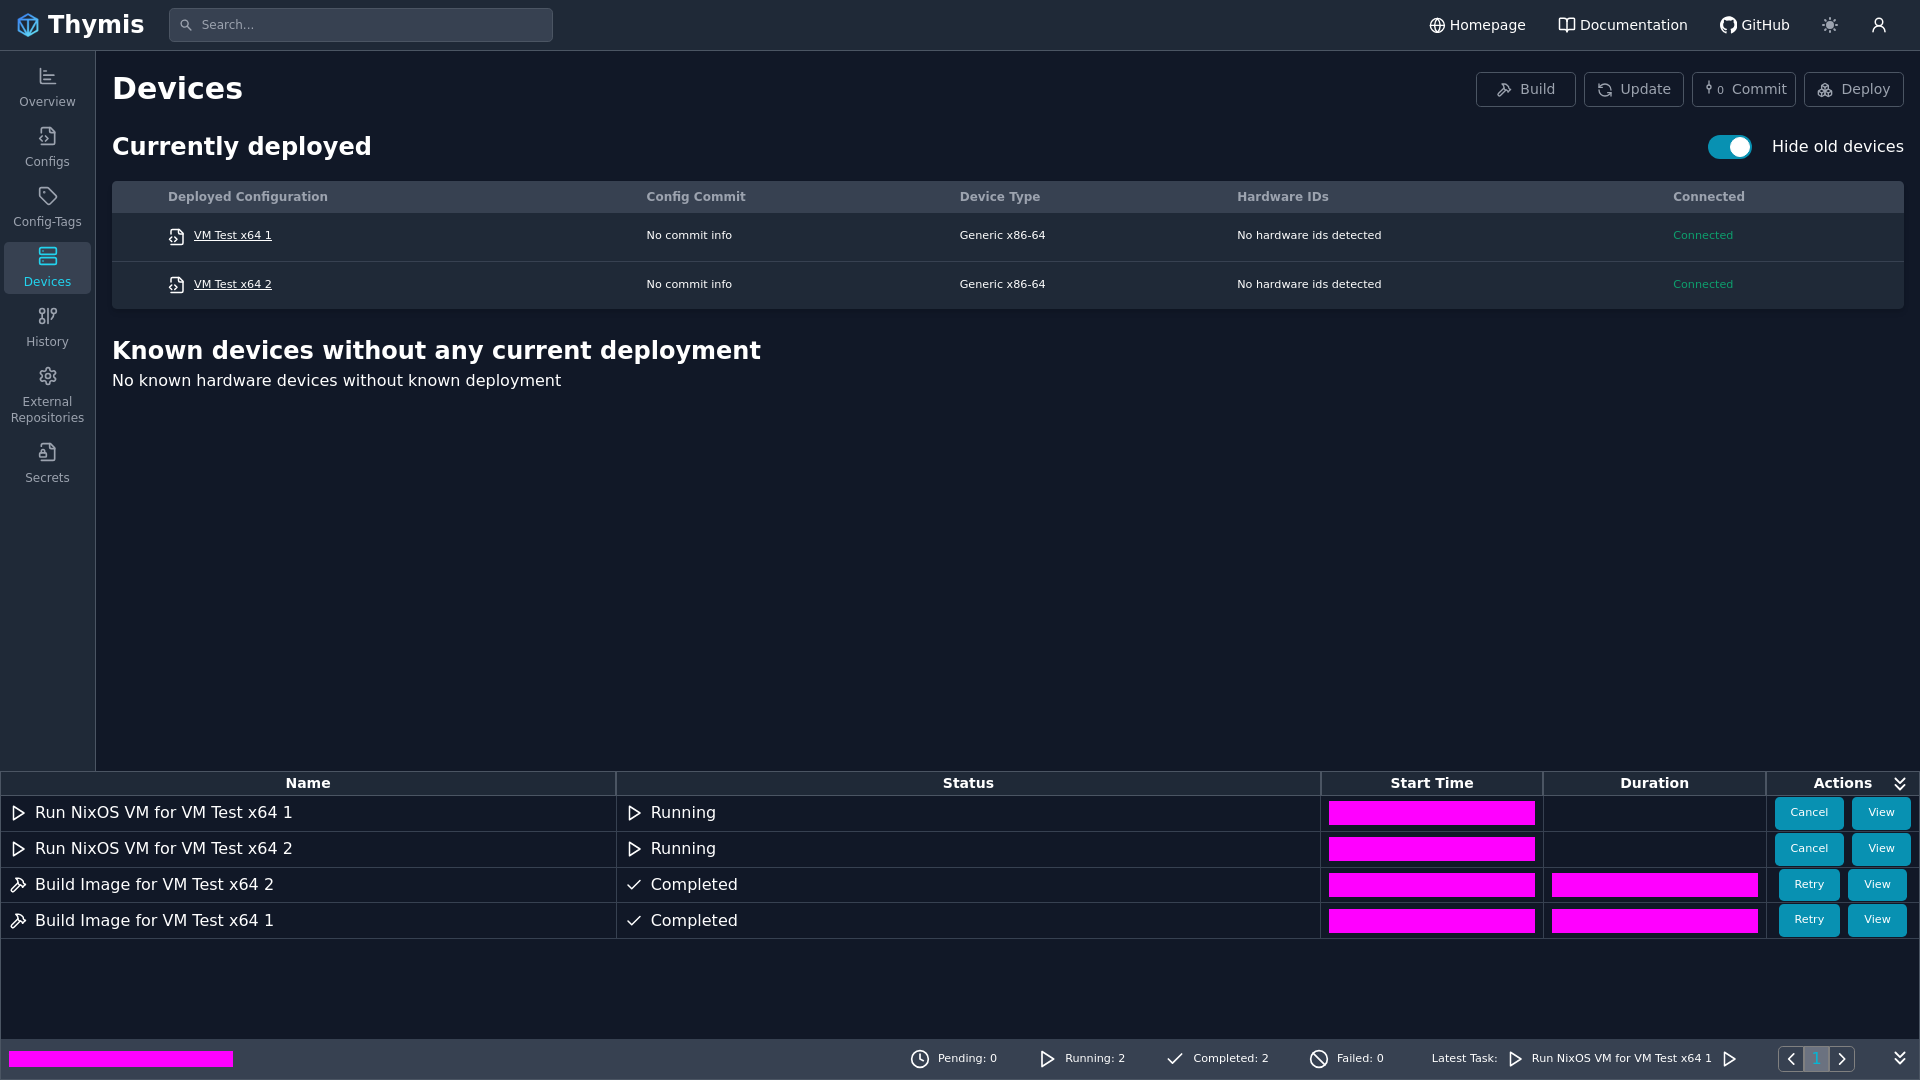 Thymis
Search...
Homepage
Documentation
GitHub
Overview
Configs
Config-Tags
Devices
History
External
Repositories
Secrets
Devices
Build
Update
0 Commit
Deploy
Currently deployed
Hide old devices
Deployed Configuration Config Commit Device Type Hardware IDs Connected
VM Test x64 1 No commit info Generic x86-64 No hardware ids detected Connected
VM Test x64 2 No commit info Generic x86-64 No hardware ids detected Connected
Known devices without any current deployment
No known hardware devices without known deployment
Name Status Start Time Duration Actions
Run NixOS VM for VM Test x64 1 Running Cancel View
Run NixOS VM for VM Test x64 2 Running Cancel View
Build Image for VM Test x64 2 Completed Retry View
Build Image for VM Test x64 1 Completed Retry View
Pending: 0 Running: 2 Completed: 2 Failed: 0 Latest Task: Run NixOS VM for VM Test x64 1 1